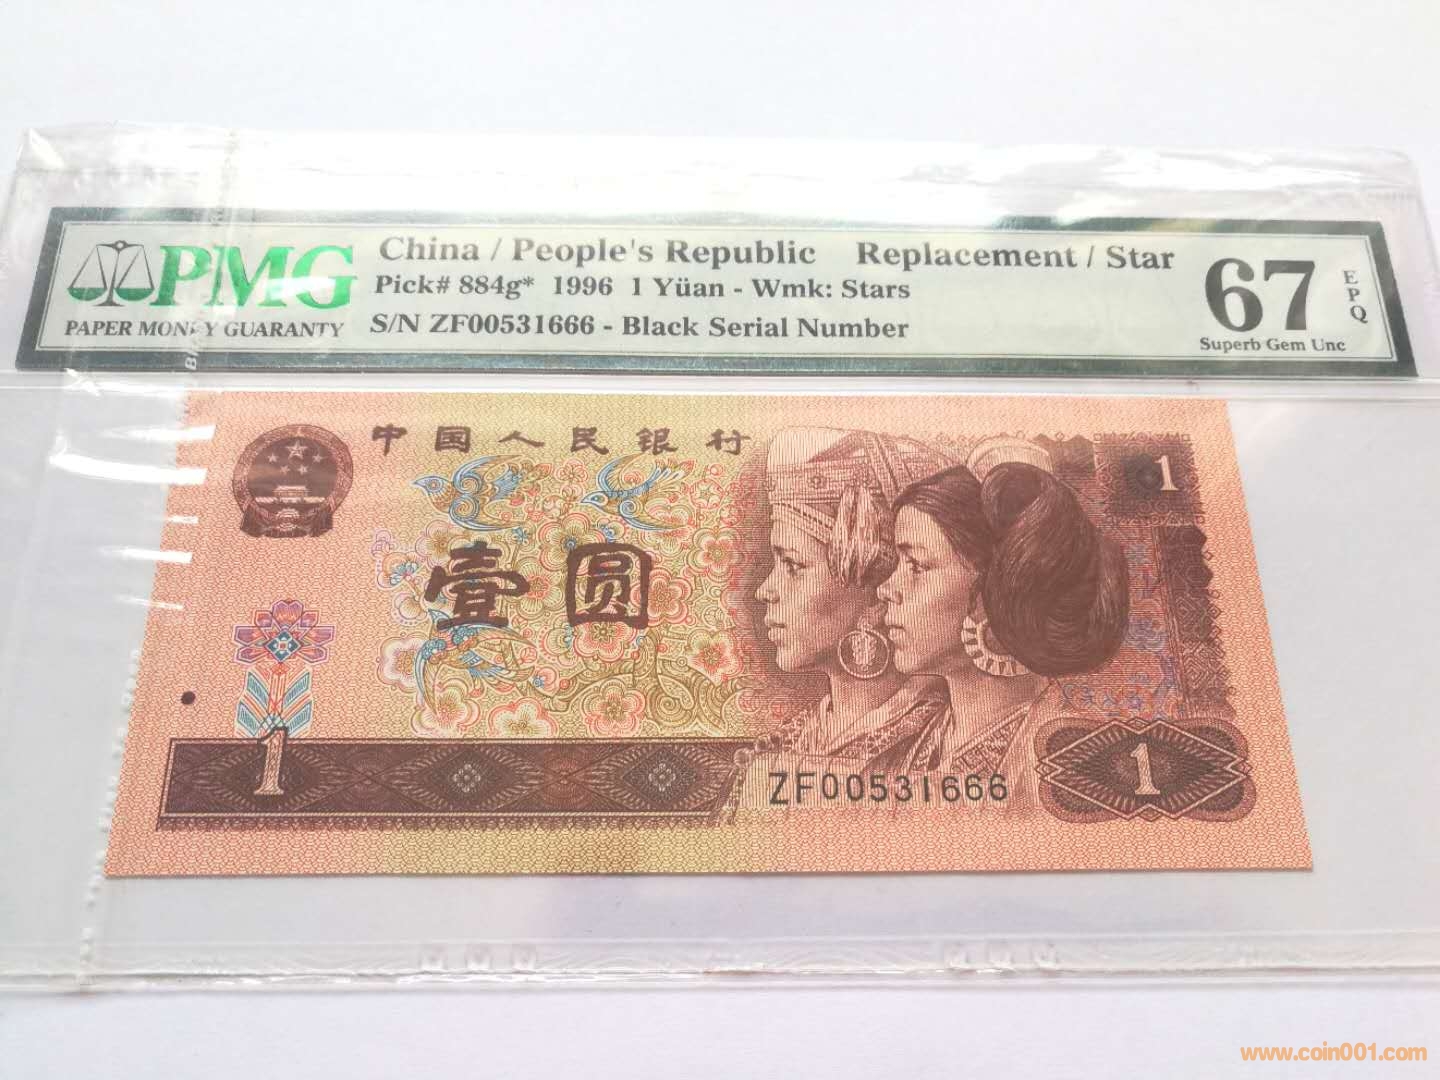 PMG
PAPER MONEY GUARANTY
China / People's Republic Replacement / Star
Pick# 884g* 1996 1 Yüan - Wmk: Stars
S/N ZF00531666 - Black Serial Number
67
EPQ
Superb Gem Unc
中国人民银行
1
壹圆
1
ZF00531666
1
www.coin001.com